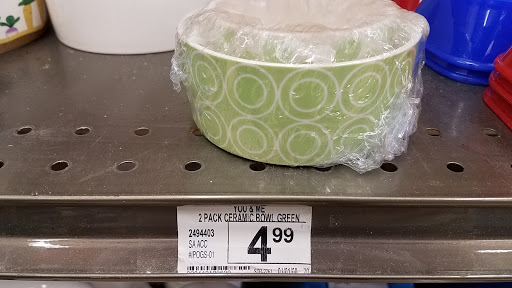 YOU & ME
2 PACK CERAMIC BOWL GREEN
2494403
SA ACC
4.99